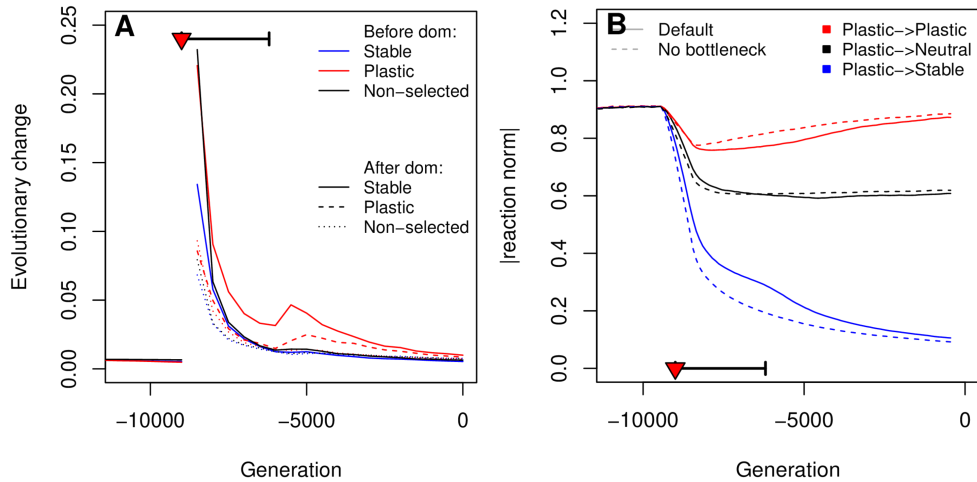 A
Before dom:
Stable
Plastic
Non−selected
After dom:
Stable
Plastic
Non−selected
0.25
0.20
0.15
0.10
0.05
0.00
Evolutionary change
−10000
−5000
0
Generation
B
Default
No bottleneck
Plastic−>Plastic
Plastic−>Neutral
Plastic−>Stable
1.2
1.0
0.8
0.6
0.4
0.2
0.0
|reaction norm|
−10000
−5000
0
Generation